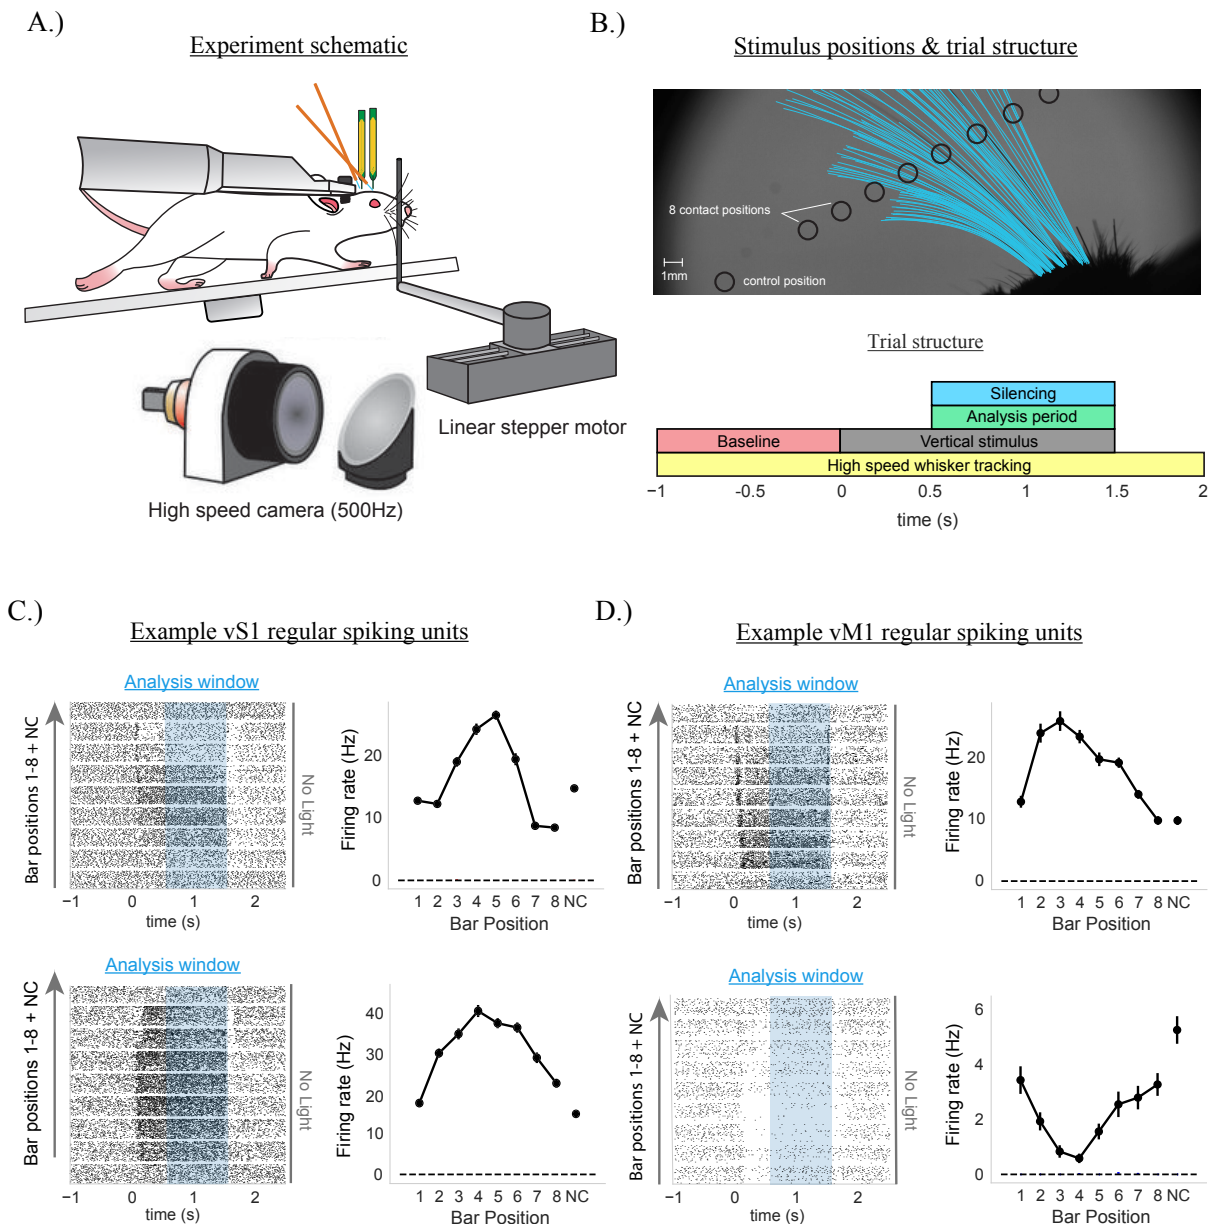 A.)
Experiment schematic
Linear stepper motor
High speed camera (500Hz)
B.)
Stimulus positions & trial structure
8 contact positions
1mm
control position
Trial structure
Silencing
Analysis period
Baseline
Vertical stimulus
High speed whisker tracking
−1 -0.5 0 0.5 1 1.5 2
time (s)
C.)
Example vS1 regular spiking units
Analysis window
Bar positions 1-8 + NC
No Light
−1 0 1 2
time (s)
Firing rate (Hz)
20
10
0
1 2 3 4 5 6 7 8 NC
Bar Position
Analysis window
Bar positions 1-8 + NC
No Light
−1 0 1 2
time (s)
Firing rate (Hz)
40
30
20
10
0
1 2 3 4 5 6 7 8 NC
Bar Position
D.)
Example vM1 regular spiking units
Analysis window
Bar positions 1-8 + NC
No Light
−1 0 1 2
time (s)
Firing rate (Hz)
20
10
0
1 2 3 4 5 6 7 8 NC
Bar Position
Analysis window
Bar positions 1-8 + NC
No Light
−1 0 1 2
time (s)
Firing rate (Hz)
6
4
2
0
1 2 3 4 5 6 7 8 NC
Bar Position